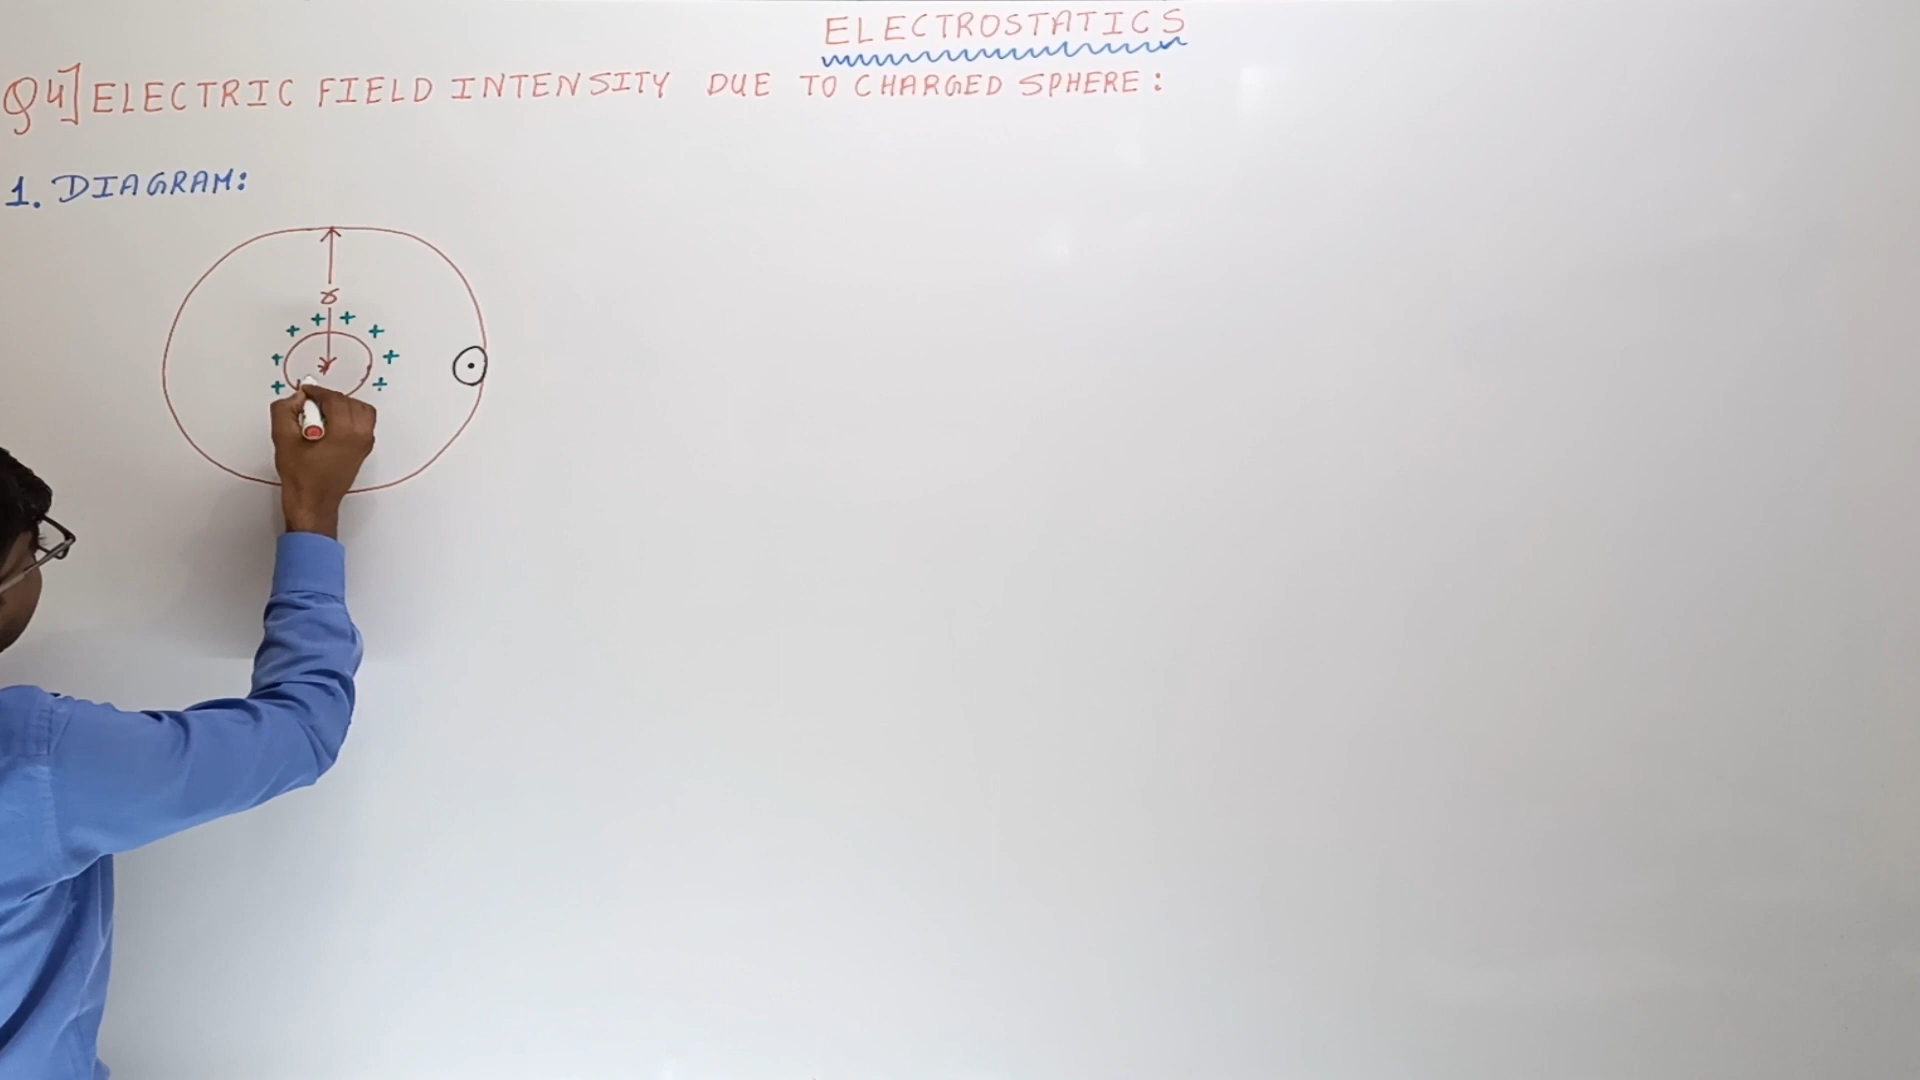 ELECTROSTATICS
Q4] ELECTRIC FIELD INTENSITY DUE TO CHARGED SPHERE:
1. DIAGRAM:
r
+ + + +
+ +
+ +